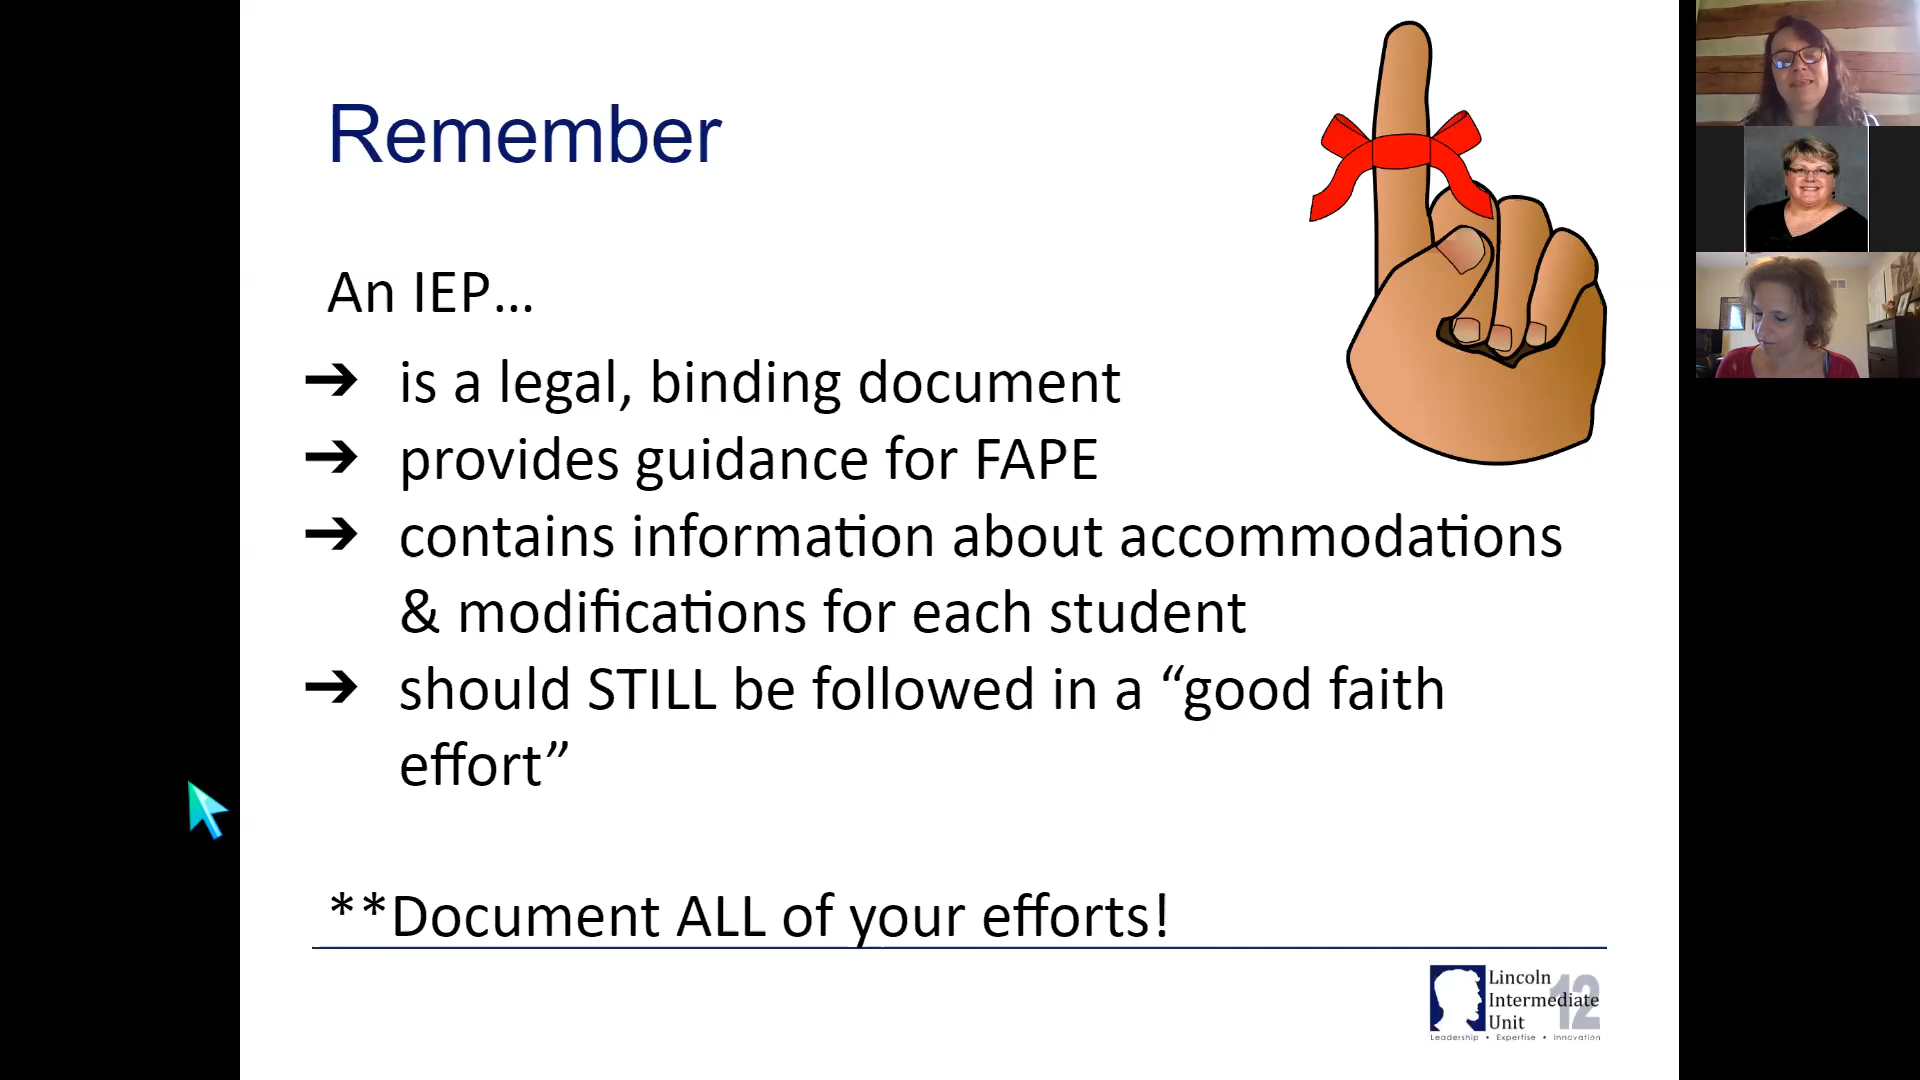 Remember
An IEP...
➔ is a legal, binding document
➔ provides guidance for FAPE
➔ contains information about accommodations
& modifications for each student
➔ should STILL be followed in a “good faith
effort”
**Document ALL of your efforts!
Lincoln
Intermediate
Unit
12
Leadership • Expertise • Innovation